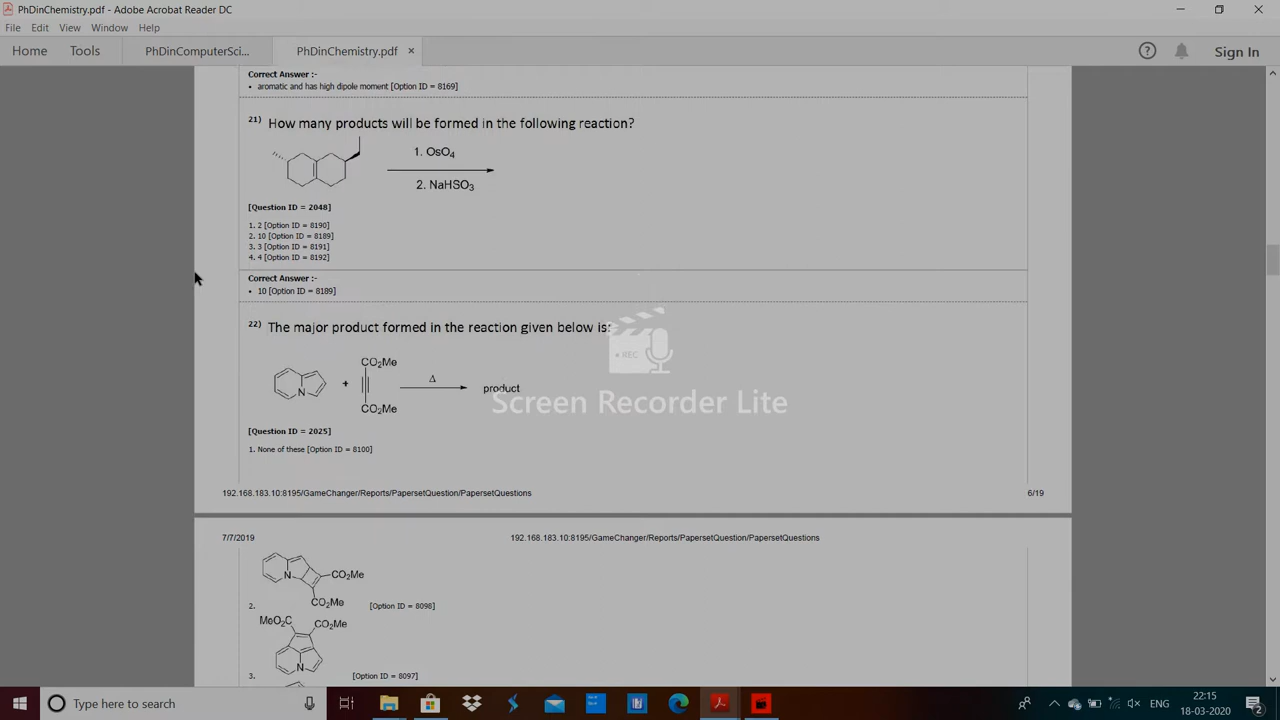 PhDinChemistry.pdf - Adobe Acrobat Reader DC
File Edit View Window Help
Home Tools PhDinComputerSci... PhDinChemistry.pdf × Sign In
Correct Answer :-
• aromatic and has high dipole moment [Option ID = 8169]
21) How many products will be formed in the following reaction?
1. OsO4
2. NaHSO3
[Question ID = 2048]
1. 2 [Option ID = 8190]
2. 10 [Option ID = 8189]
3. 3 [Option ID = 8191]
4. 4 [Option ID = 8192]
Correct Answer :-
• 10 [Option ID = 8189]
22) The major product formed in the reaction given below is:
• REC
CO2Me
N + Δ product
CO2Me
Screen Recorder Lite
[Question ID = 2025]
1. None of these [Option ID = 8100]
192.168.183.10:8195/GameChanger/Reports/PapersetQuestion/PapersetQuestions 6/19
7/7/2019 192.168.183.10:8195/GameChanger/Reports/PapersetQuestion/PapersetQuestions
N CO2Me
CO2Me
2. [Option ID = 8098]
MeO2C CO2Me
N
3. [Option ID = 8097]
Type here to search
ENG 22:15
18-03-2020 2